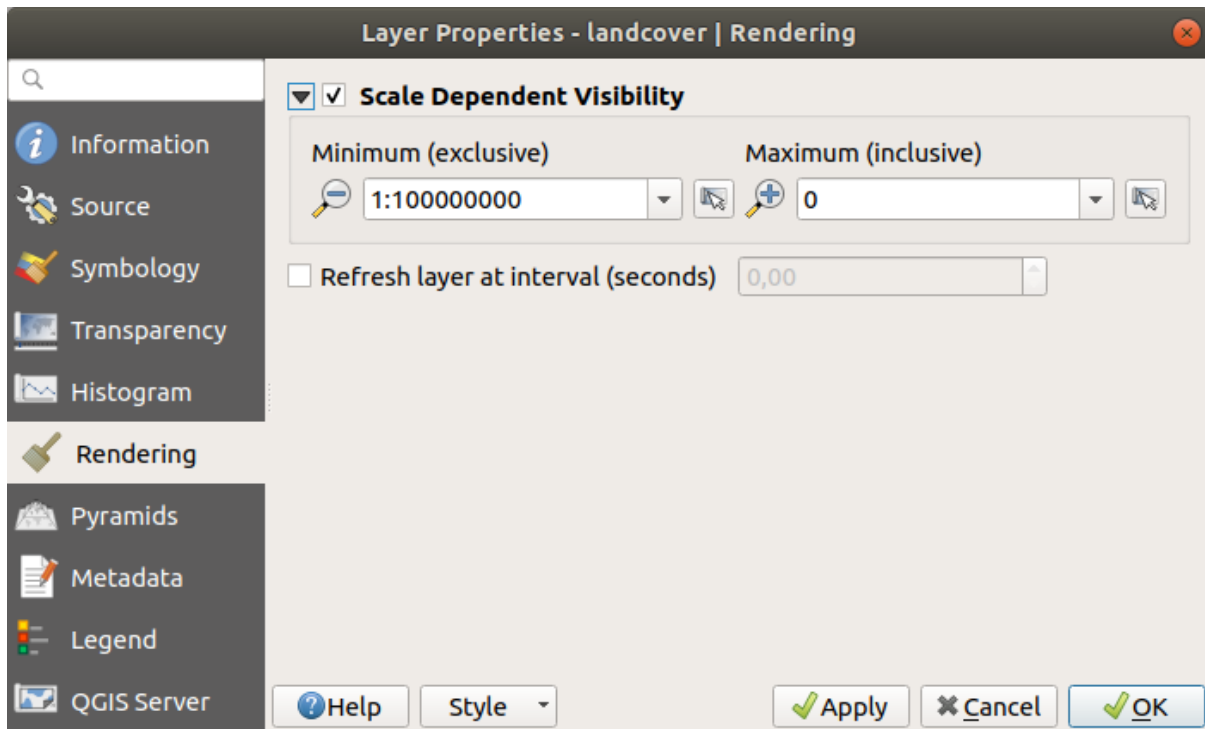 Layer Properties - landcover | Rendering
Information
Source
Symbology
Transparency
Histogram
Rendering
Pyramids
Metadata
Legend
QGIS Server
Scale Dependent Visibility
Minimum (exclusive) Maximum (inclusive)
1:100000000 0
Refresh layer at interval (seconds) 0,00
Help Style Apply Cancel OK